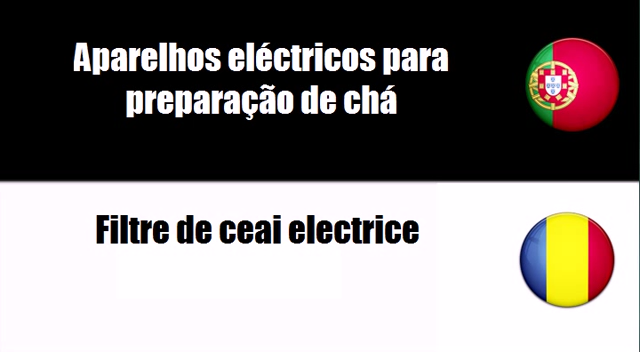 Aparelhos eléctricos para
preparação de chá
Filtre de ceai electrice